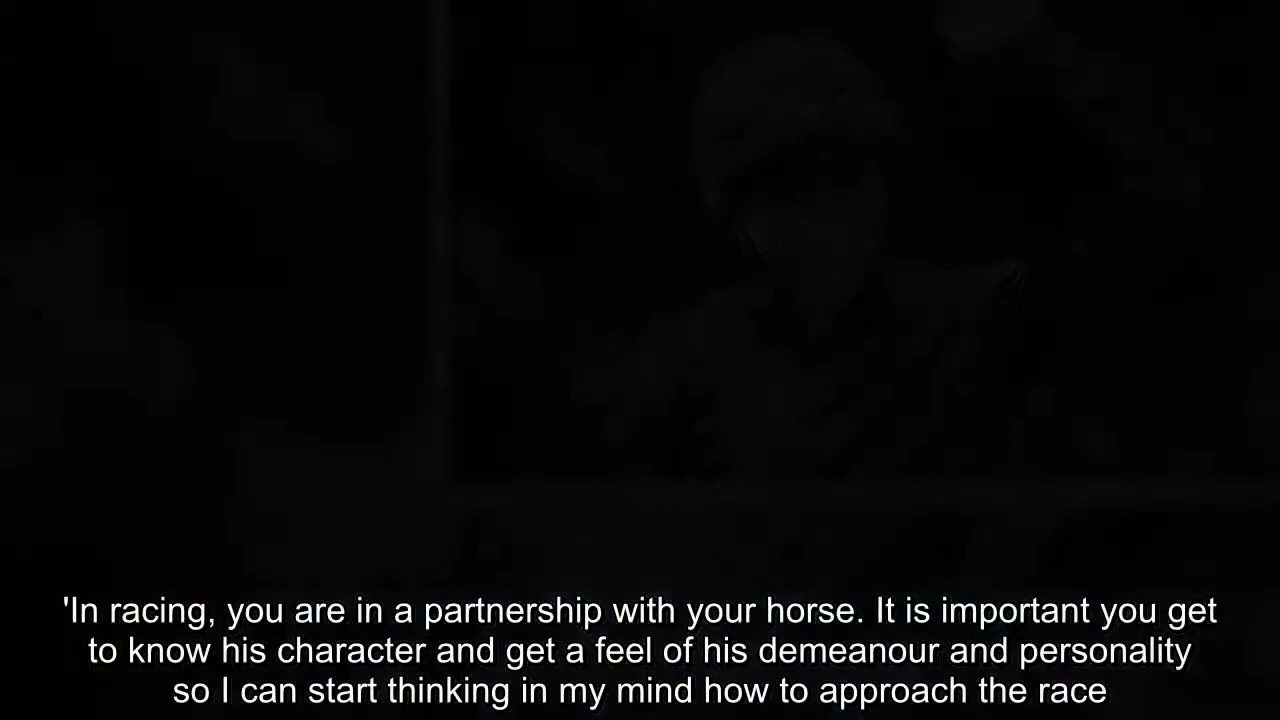 'In racing, you are in a partnership with your horse. It is important you get
to know his character and get a feel of his demeanour and personality
so I can start thinking in my mind how to approach the race